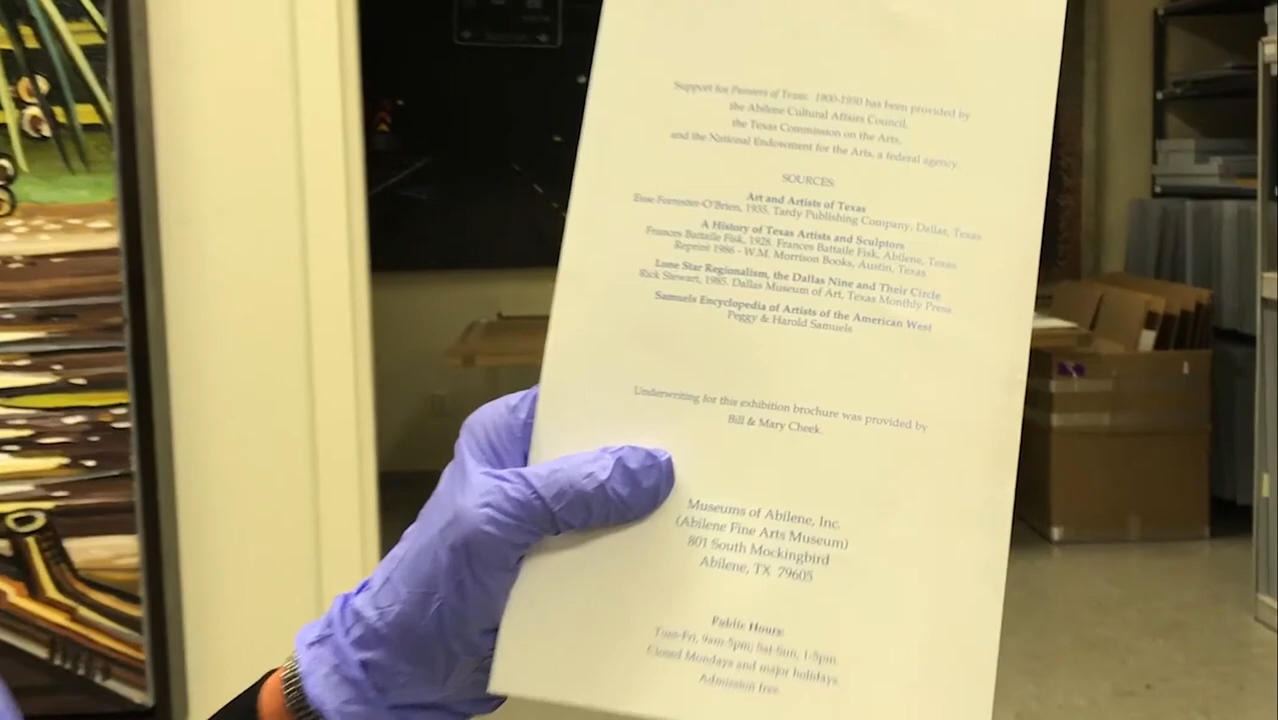 Support for Painters of Texas: 1900-1950 has been provided by
the Abilene Cultural Affairs Council,
the Texas Commission on the Arts,
and the National Endowment for the Arts, a federal agency.
SOURCES:
Art and Artists of Texas
Esse Forrester-O'Brien, 1935. Tardy Publishing Company, Dallas, Texas
A History of Texas Artists and Sculptors
Frances Battaile Fisk, 1928. Frances Battaile Fisk, Abilene, Texas
Reprint 1986 - W.M. Morrison Books, Austin, Texas
Lone Star Regionalism, the Dallas Nine and Their Circle
Rick Stewart, 1985. Dallas Museum of Art, Texas Monthly Press
Samuels Encyclopedia of Artists of the American West
Peggy & Harold Samuels
Underwriting for this exhibition brochure was provided by
Bill & Mary Cheek.
Museums of Abilene, Inc.
(Abilene Fine Arts Museum)
801 South Mockingbird
Abilene, TX 79605
Public Hours:
Tues-Fri, 9am-5pm; Sat-Sun, 1-5pm.
Closed Mondays and major holidays.
Admission free.